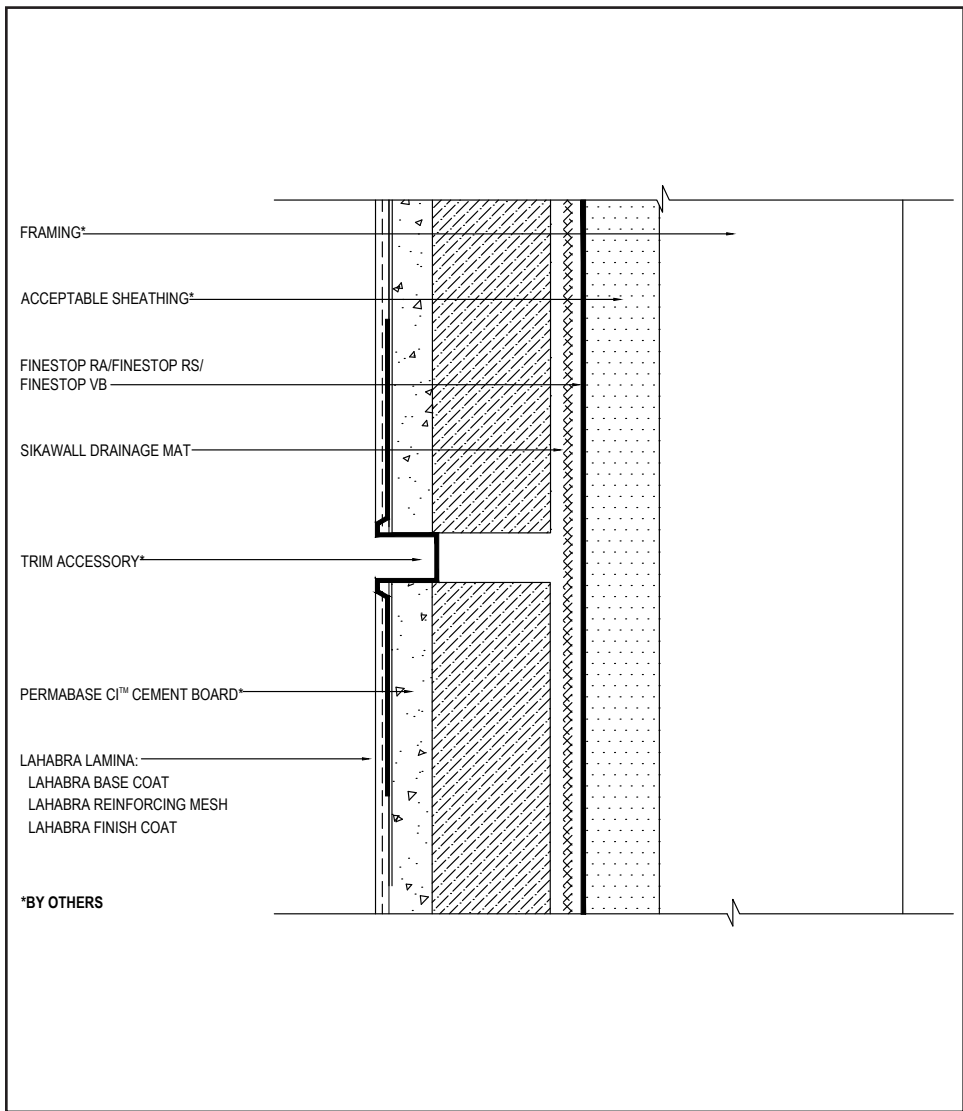 FRAMING*
ACCEPTABLE SHEATHING*
FINESTOP RA/FINESTOP RS/
FINESTOP VB
SIKAWALL DRAINAGE MAT
TRIM ACCESSORY*
PERMABASE CI™ CEMENT BOARD*
LAHABRA LAMINA:
LAHABRA BASE COAT
LAHABRA REINFORCING MESH
LAHABRA FINISH COAT
*BY OTHERS